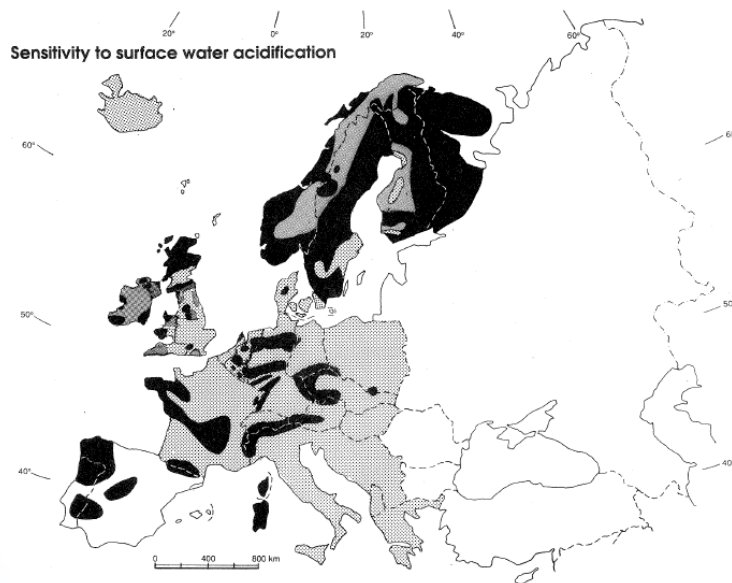 20° 0° 20° 40° 60°
Sensitivity to surface water acidification
60° 60
50° 50
40° 40
0 400 800 km